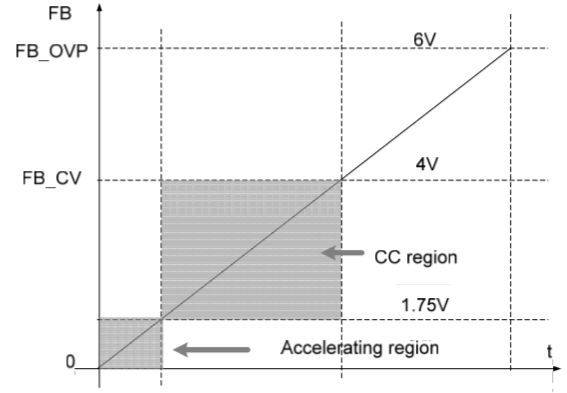 FB
FB_OVP
6V
FB_CV
4V
CC region
1.75V
0
Accelerating region
t